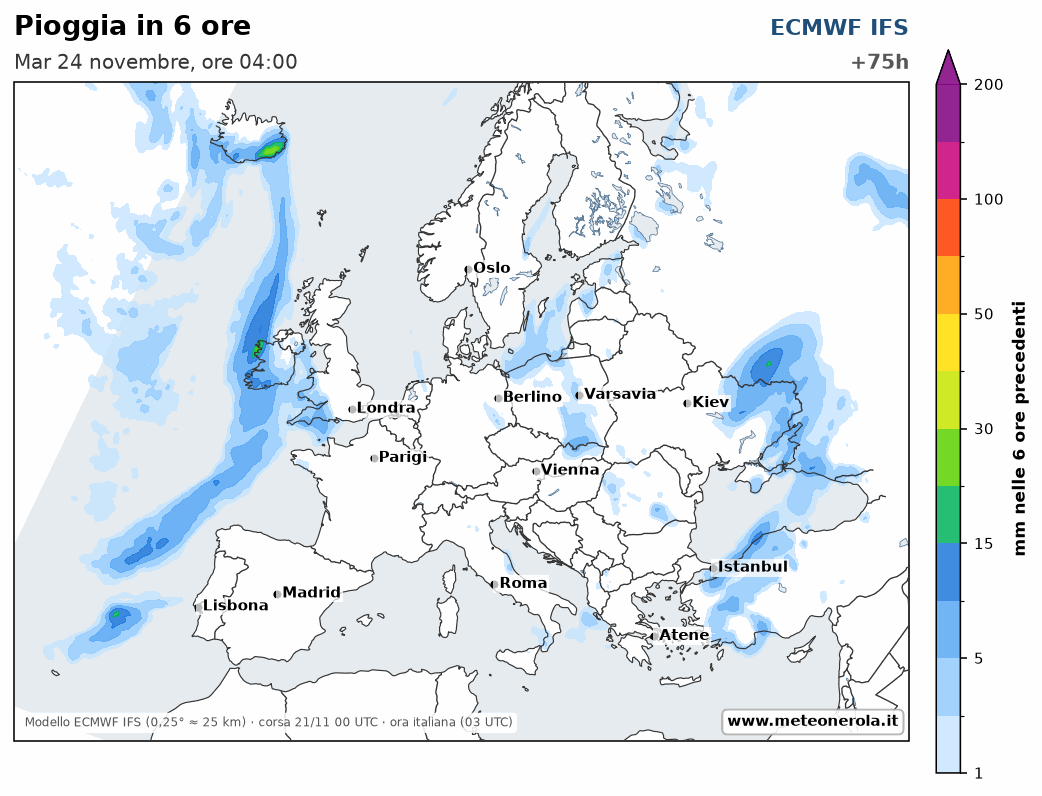 Pioggia in 6 ore
ECMWF IFS
Mar 24 novembre, ore 04:00
+75h
200
100
50
30
15
5
1
mm nelle 6 ore precedenti
Oslo
Londra
Berlino
Varsavia
Kiev
Parigi
Vienna
Istanbul
Roma
Madrid
Lisbona
Atene
Modello ECMWF IFS (0,25° ≈ 25 km) · corsa 21/11 00 UTC · ora italiana (03 UTC)
www.meteonerola.it